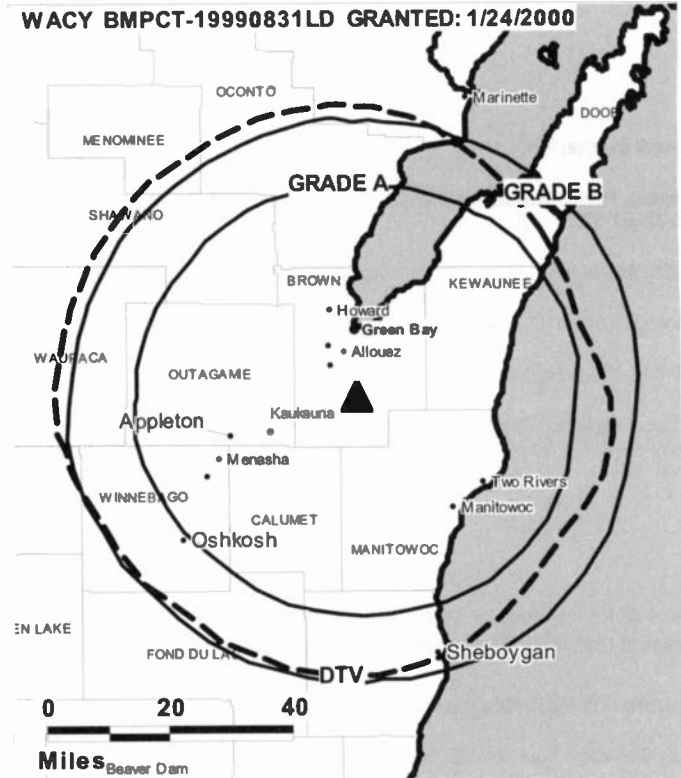 WACY BMPCT-19990831LD GRANTED: 1/24/2000
OCONTO
Marinette
DOOR
MENOMINEE
GRADE A
GRADE B
SHAWANO
BROWN
KEWAUNEE
Howard
Green Bay
Allouez
WAUPACA
OUTAGAMIE
Kaukauna
Appleton
Menasha
Two Rivers
WINNEBAGO
Manitowoc
CALUMET
Oshkosh
MANITOWOC
EN LAKE
FOND DU LAC
Sheboygan
DTV
0 20 40
Miles
Beaver Dam